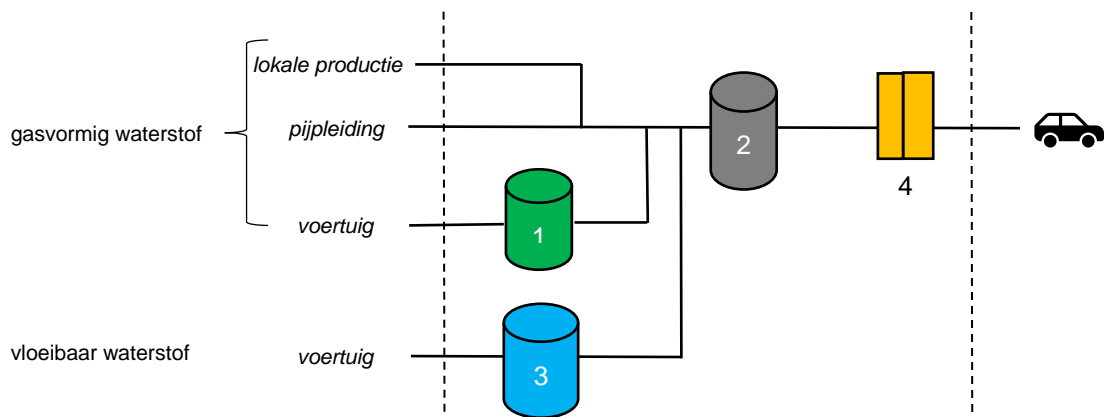 lokale productie
gasvormig waterstof
pijpleiding
2
4
voertuig
1
vloeibaar waterstof
voertuig
3